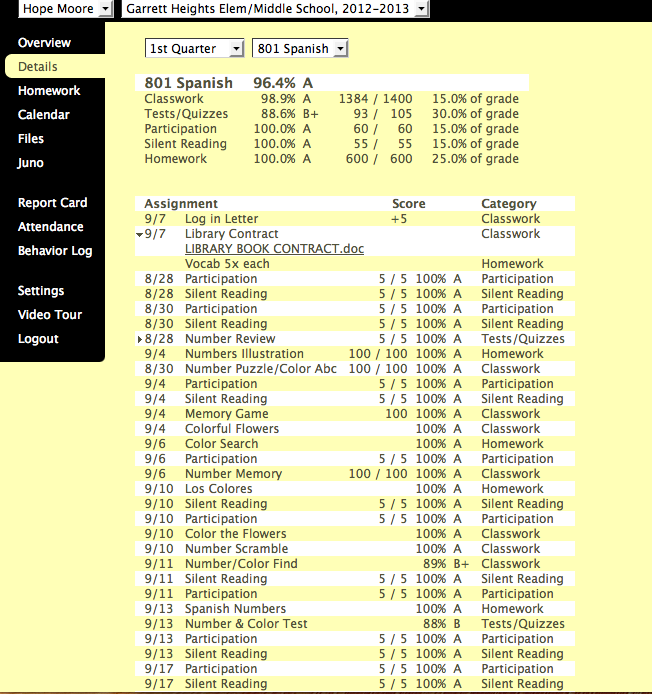 Hope Moore Garrett Heights Elem/Middle School, 2012-2013
Overview
Details
Homework
Calendar
Files
Juno
Report Card
Attendance
Behavior Log
Settings
Video Tour
Logout
1st Quarter 801 Spanish
801 Spanish 96.4% A
Classwork 98.9% A 1384 / 1400 15.0% of grade
Tests/Quizzes 88.6% B+ 93 / 105 30.0% of grade
Participation 100.0% A 60 / 60 15.0% of grade
Silent Reading 100.0% A 55 / 55 15.0% of grade
Homework 100.0% A 600 / 600 25.0% of grade
Assignment Score Category
9/7 Log in Letter +5 Classwork
9/7 Library Contract Classwork
LIBRARY BOOK CONTRACT.doc
Vocab 5x each Homework
8/28 Participation 5 / 5 100% A Participation
8/28 Silent Reading 5 / 5 100% A Silent Reading
8/30 Participation 5 / 5 100% A Participation
8/30 Silent Reading 5 / 5 100% A Silent Reading
8/28 Number Review 5 / 5 100% A Tests/Quizzes
9/4 Numbers Illustration 100 / 100 100% A Homework
8/30 Number Puzzle/Color Abc 100 / 100 100% A Classwork
9/4 Participation 5 / 5 100% A Participation
9/4 Silent Reading 5 / 5 100% A Silent Reading
9/4 Memory Game 100 100% A Classwork
9/4 Colorful Flowers 100% A Classwork
9/6 Color Search 100% A Homework
9/6 Participation 5 / 5 100% A Participation
9/6 Number Memory 100 / 100 100% A Classwork
9/10 Los Colores 100% A Homework
9/10 Silent Reading 5 / 5 100% A Silent Reading
9/10 Participation 5 / 5 100% A Participation
9/10 Color the Flowers 100% A Classwork
9/10 Number Scramble 100% A Classwork
9/11 Number/Color Find 89% B+ Classwork
9/11 Silent Reading 5 / 5 100% A Silent Reading
9/11 Participation 5 / 5 100% A Participation
9/13 Spanish Numbers 100% A Homework
9/13 Number & Color Test 88% B Tests/Quizzes
9/13 Participation 5 / 5 100% A Participation
9/13 Silent Reading 5 / 5 100% A Silent Reading
9/17 Participation 5 / 5 100% A Participation
9/17 Silent Reading 5 / 5 100% A Silent Reading